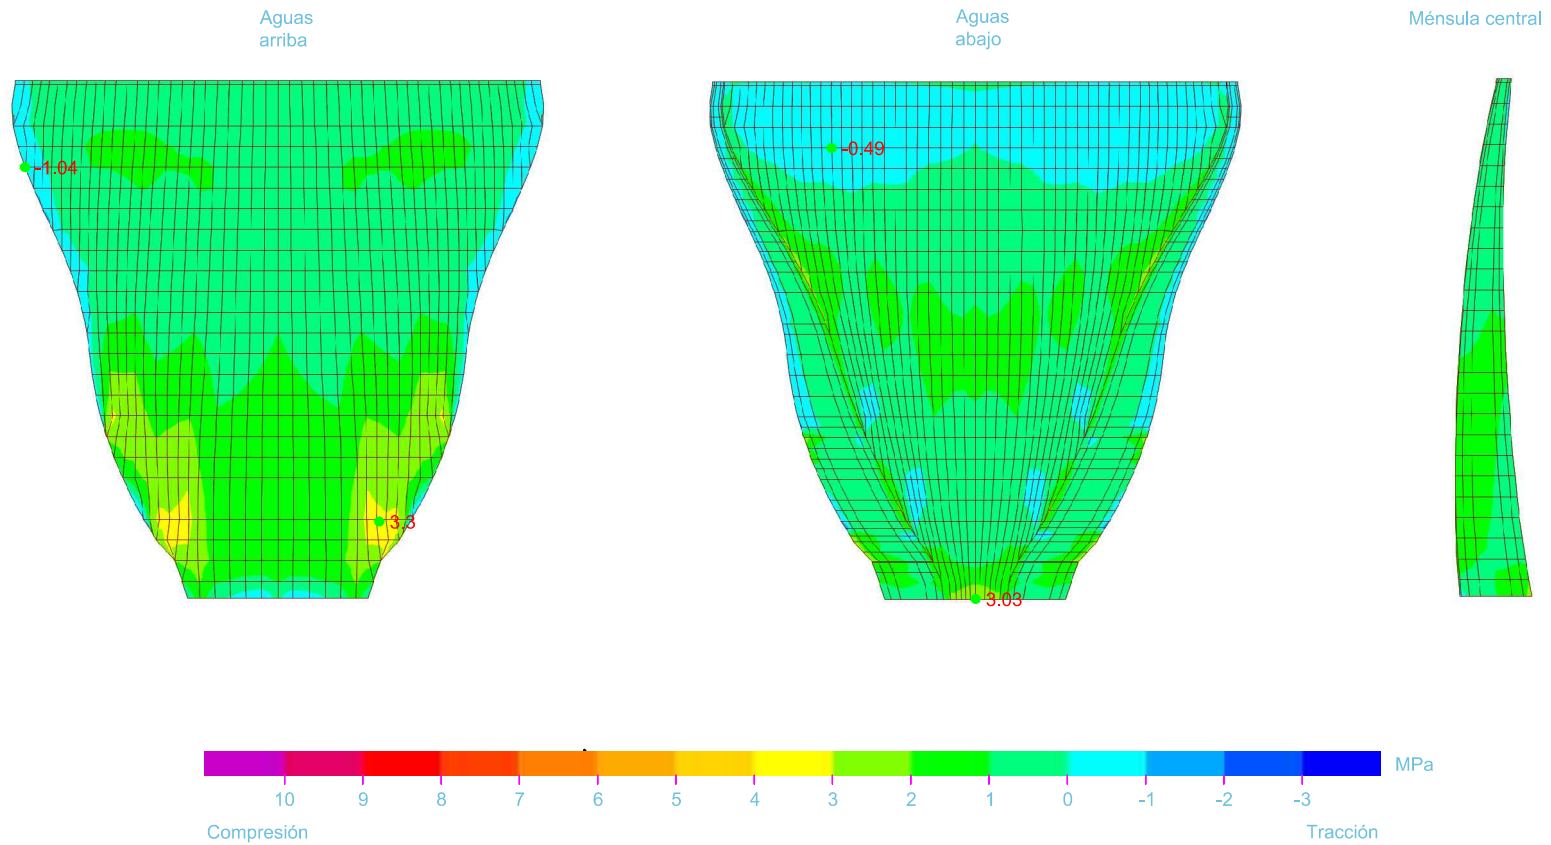 Aguas
arriba
Aguas
abajo
Ménsula central
-1.04
-0.49
3.3
3.03
MPa
10 9 8 7 6 5 4 3 2 1 0 -1 -2 -3
Compresión
Tracción